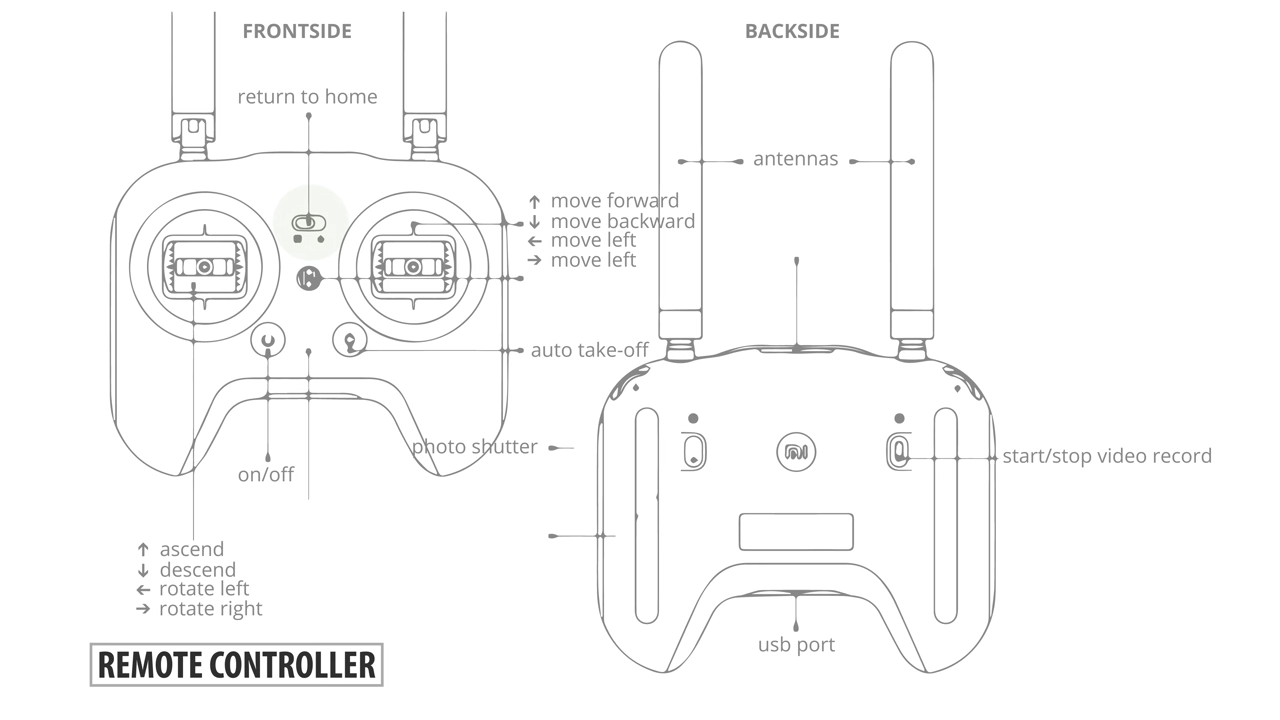 FRONTSIDE
return to home
↑ move forward
↓ move backward
← move left
→ move left
auto take-off
on/off
↑ ascend
↓ descend
← rotate left
→ rotate right
REMOTE CONTROLLER
BACKSIDE
antennas
photo shutter
start/stop video record
usb port
mi